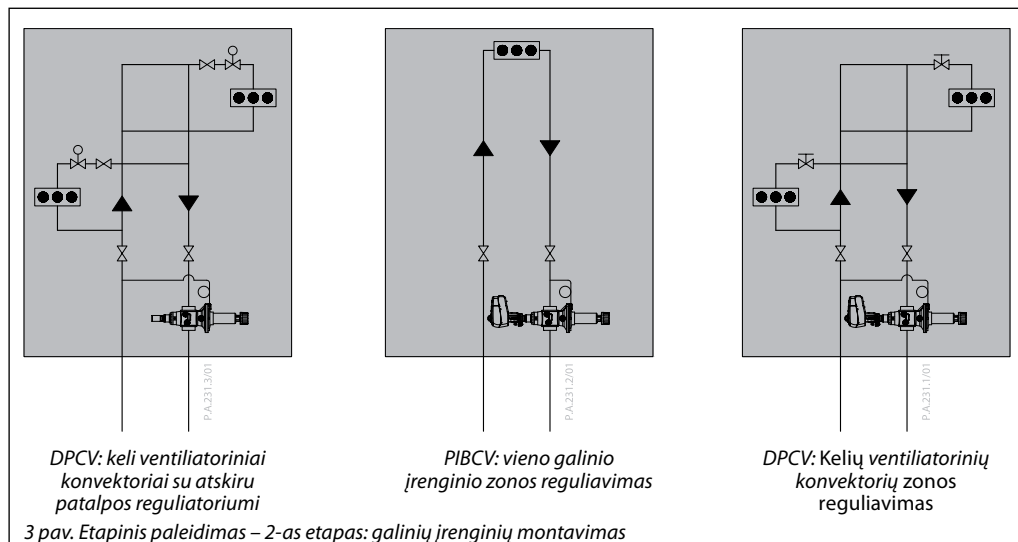 P.A.231.3/01
P.A.231.2/01
P.A.231.1/01
DPCV: keli ventiliatoriniai
konvektoriai su atskiru
patalpos reguliatoriumi
PIBCV: vieno galinio
įrenginio zonos reguliavimas
DPCV: Kelių ventiliatorinių
konvektorių zonos
reguliavimas
3 pav. Etapinis paleidimas – 2-as etapas: galinių įrenginių montavimas